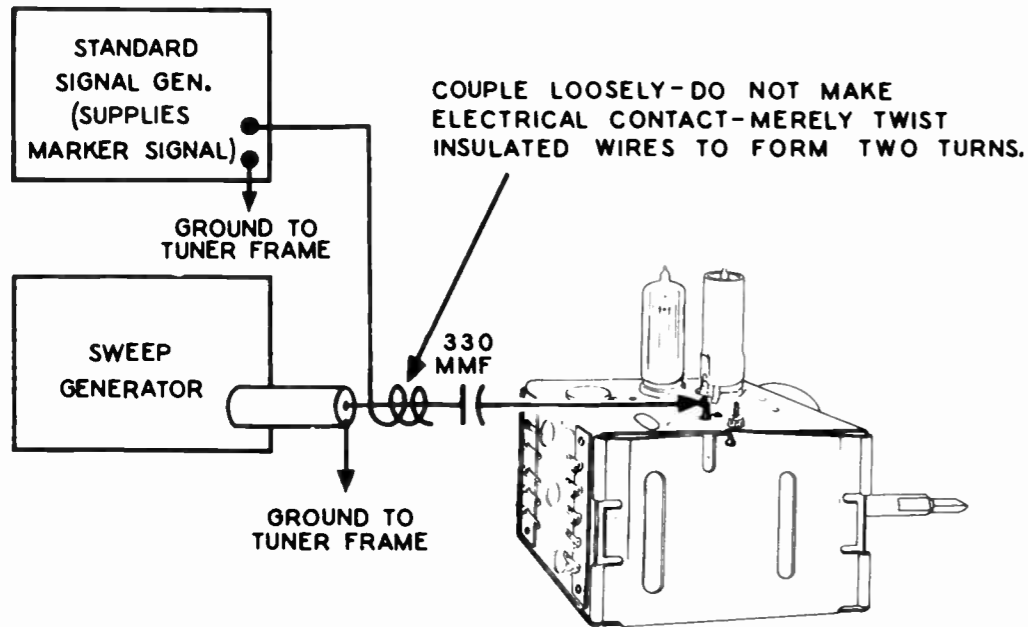 STANDARD
SIGNAL GEN.
(SUPPLIES
MARKER SIGNAL)
GROUND TO
TUNER FRAME
COUPLE LOOSELY-DO NOT MAKE
ELECTRICAL CONTACT-MERELY TWIST
INSULATED WIRES TO FORM TWO TURNS.
SWEEP
GENERATOR
330
MMF
GROUND TO
TUNER FRAME